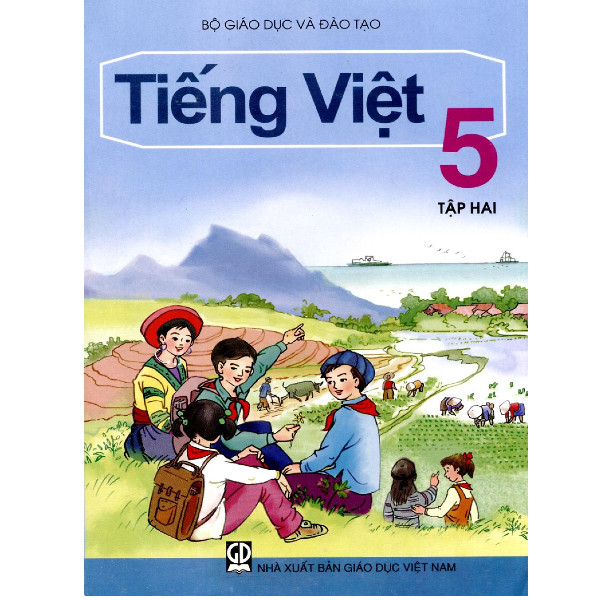 BỘ GIÁO DỤC VÀ ĐÀO TẠO
Tiếng Việt
5
TẬP HAI
GD
NHÀ XUẤT BẢN GIÁO DỤC VIỆT NAM